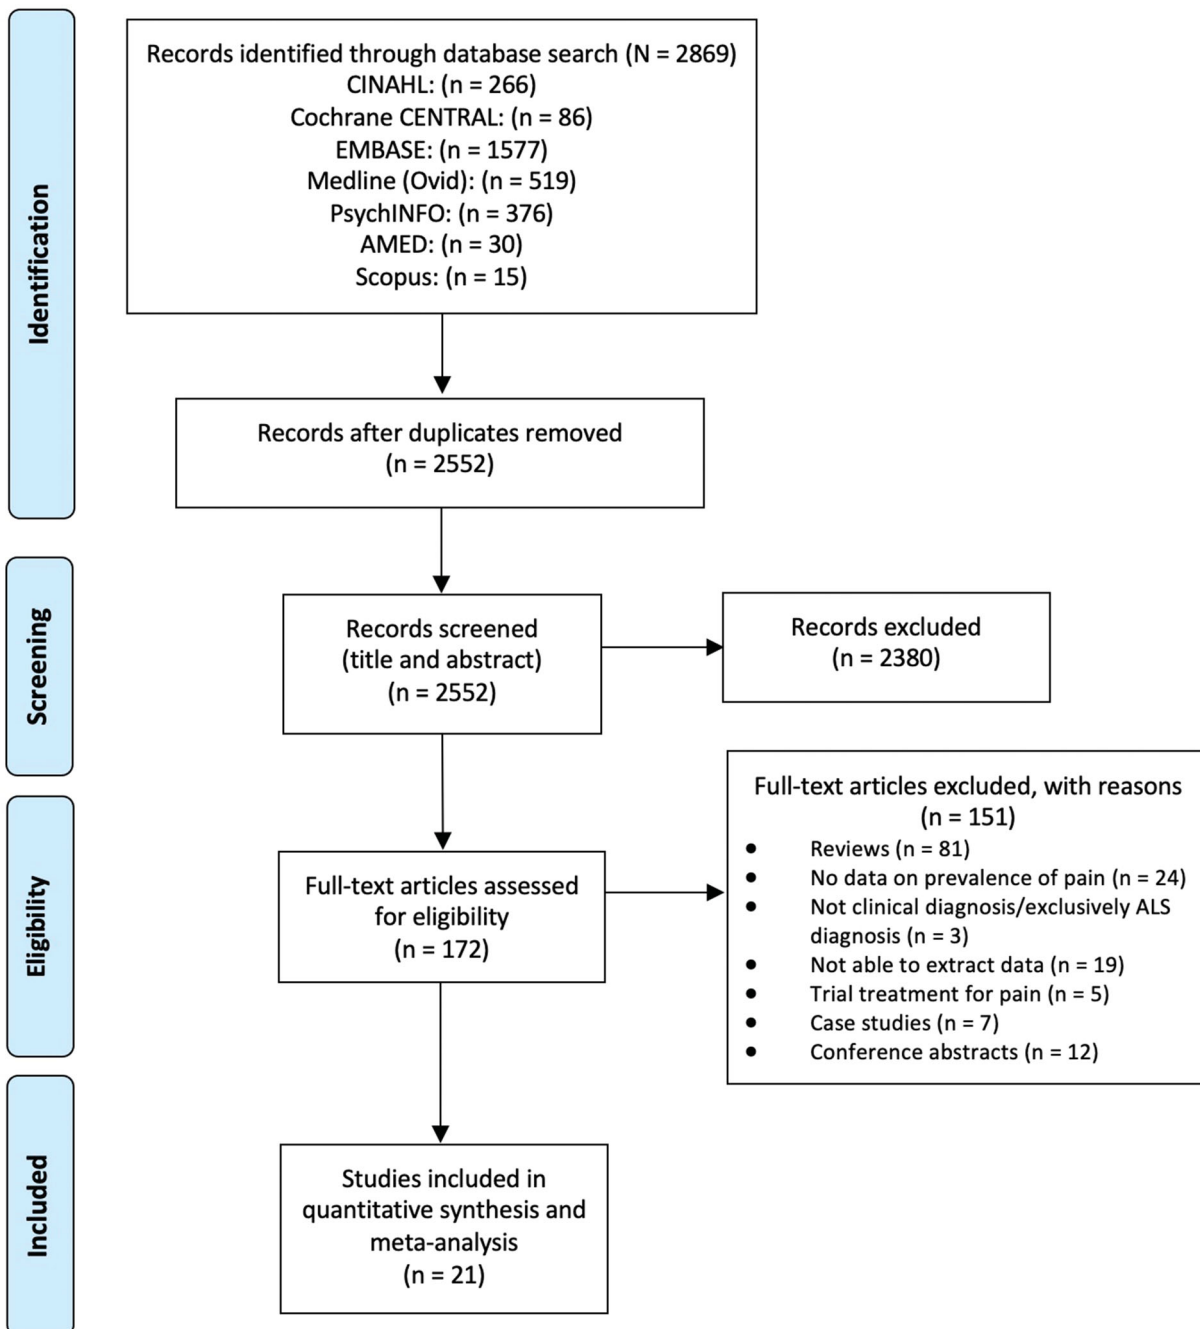 Identification
Records identified through database search (N = 2869)
CINAHL: (n = 266)
Cochrane CENTRAL: (n = 86)
EMBASE: (n = 1577)
Medline (Ovid): (n = 519)
PsychINFO: (n = 376)
AMED: (n = 30)
Scopus: (n = 15)
Records after duplicates removed
(n = 2552)
Screening
Records screened
(title and abstract)
(n = 2552)
Records excluded
(n = 2380)
Eligibility
Full-text articles assessed
for eligibility
(n = 172)
Full-text articles excluded, with reasons
(n = 151)
• Reviews (n = 81)
• No data on prevalence of pain (n = 24)
• Not clinical diagnosis/exclusively ALS
diagnosis (n = 3)
• Not able to extract data (n = 19)
• Trial treatment for pain (n = 5)
• Case studies (n = 7)
• Conference abstracts (n = 12)
Included
Studies included in
quantitative synthesis and
meta-analysis
(n = 21)